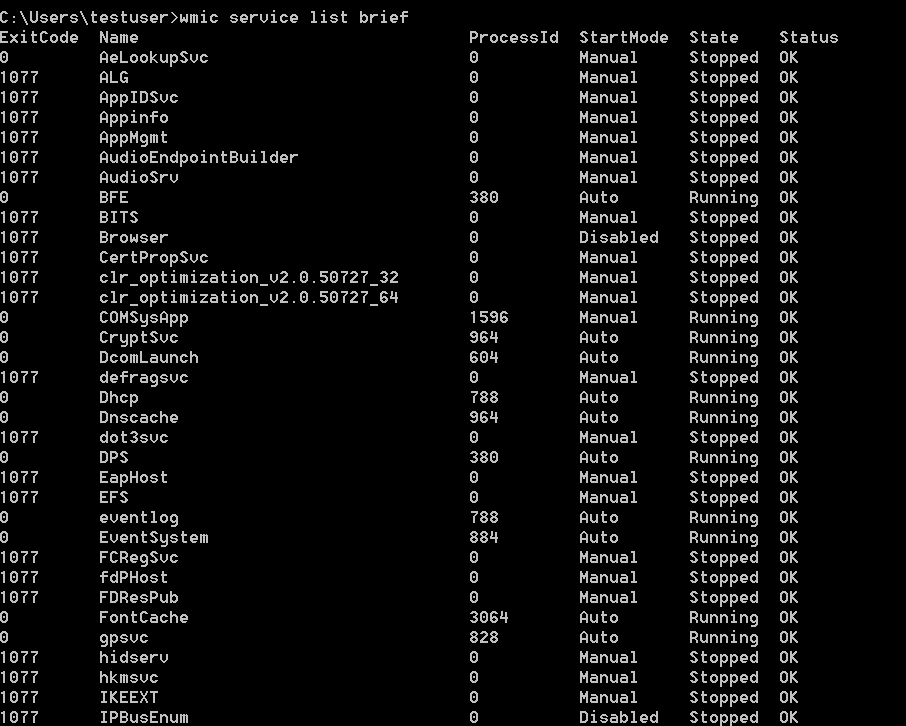 C:\Users\testuser>wmic service list brief
ExitCode  Name                                 ProcessId  StartMode  State    Status
0         AeLookupSvc                          0          Manual     Stopped  OK
1077      ALG                                  0          Manual     Stopped  OK
1077      AppIDSvc                             0          Manual     Stopped  OK
1077      Appinfo                              0          Manual     Stopped  OK
1077      AppMgmt                              0          Manual     Stopped  OK
1077      AudioEndpointBuilder                 0          Manual     Stopped  OK
1077      AudioSrv                             0          Manual     Stopped  OK
0         BFE                                  380        Auto       Running  OK
1077      BITS                                 0          Manual     Stopped  OK
1077      Browser                              0          Disabled   Stopped  OK
1077      CertPropSvc                          0          Manual     Stopped  OK
1077      clr_optimization_v2.0.50727_32       0          Manual     Stopped  OK
1077      clr_optimization_v2.0.50727_64       0          Manual     Stopped  OK
0         COMSysApp                            1596       Manual     Running  OK
0         CryptSvc                             964        Auto       Running  OK
0         DcomLaunch                           604        Auto       Running  OK
1077      defragsvc                            0          Manual     Stopped  OK
0         Dhcp                                 788        Auto       Running  OK
0         Dnscache                             964        Auto       Running  OK
1077      dot3svc                              0          Manual     Stopped  OK
0         DPS                                  380        Auto       Running  OK
1077      EapHost                              0          Manual     Stopped  OK
1077      EFS                                  0          Manual     Stopped  OK
0         eventlog                             788        Auto       Running  OK
0         EventSystem                          884        Auto       Running  OK
1077      FCRegSvc                             0          Manual     Stopped  OK
1077      fdPHost                              0          Manual     Stopped  OK
1077      FDResPub                             0          Manual     Stopped  OK
0         FontCache                            3064       Auto       Running  OK
0         gpsvc                                828        Auto       Running  OK
1077      hidserv                              0          Manual     Stopped  OK
1077      hkmsvc                               0          Manual     Stopped  OK
1077      IKEEXT                               0          Manual     Stopped  OK
1077      IPBusEnum                            0          Disabled   Stopped  OK